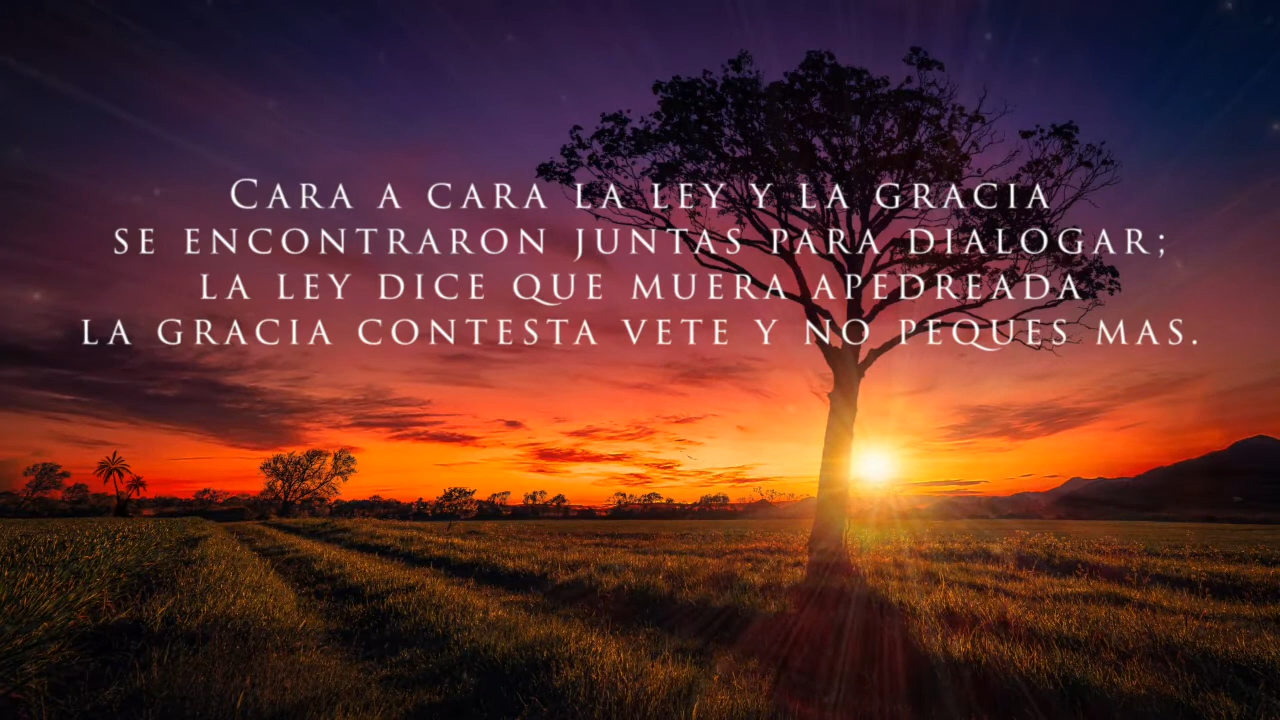 Cara a cara la ley y la gracia
se encontraron juntas para dialogar;
la ley dice que muera apedreada
la gracia contesta vete y no peques mas.